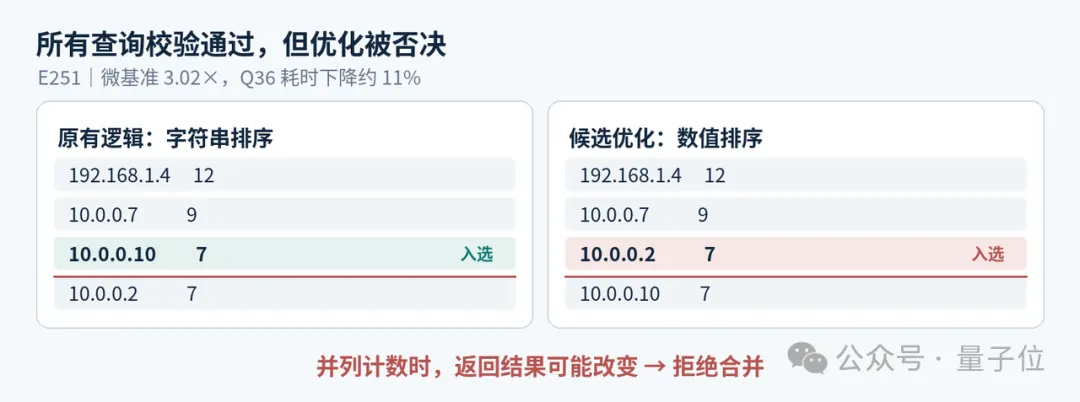 所有查询校验通过，但优化被否决
E251｜微基准 3.02×，Q36 耗时下降约 11%
原有逻辑：字符串排序
192.168.1.4 12
10.0.0.7 9
10.0.0.10 7 入选
10.0.0.2 7
候选优化：数值排序
192.168.1.4 12
10.0.0.7 9
10.0.0.2 7 入选
10.0.0.10 7
并列计数时，返回结果可能改变 → 拒绝合并
公众号 · 量子位